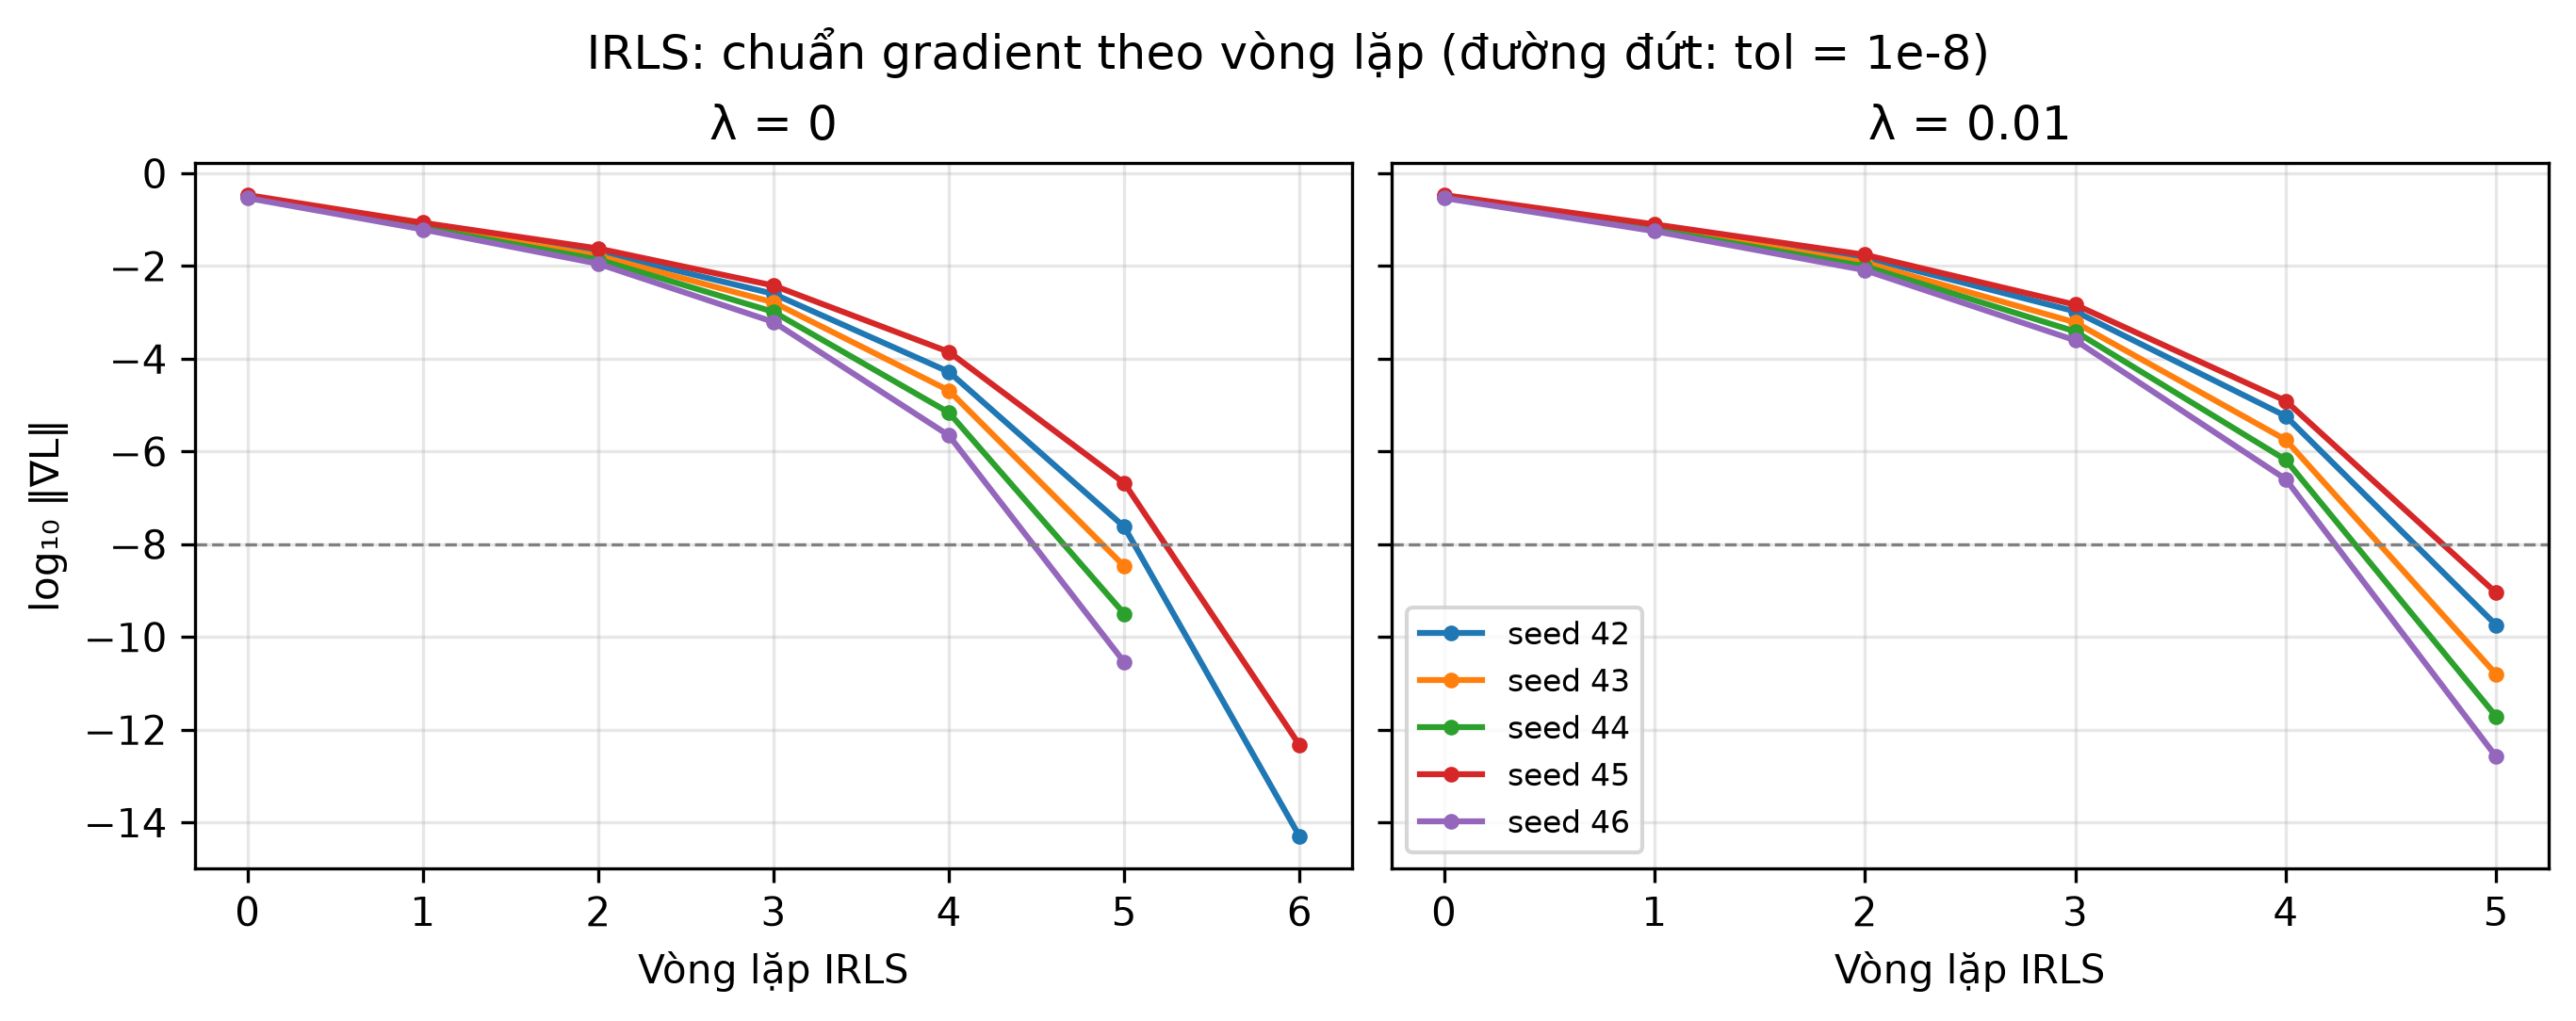 IRLS: chuẩn gradient theo vòng lặp (đường đứt: tol = 1e-8)
λ = 0
λ = 0.01
log₁₀ ‖∇L‖
0
−2
−4
−6
−8
−10
−12
−14
0 1 2 3 4 5 6
Vòng lặp IRLS
seed 42
seed 43
seed 44
seed 45
seed 46
0 1 2 3 4 5
Vòng lặp IRLS